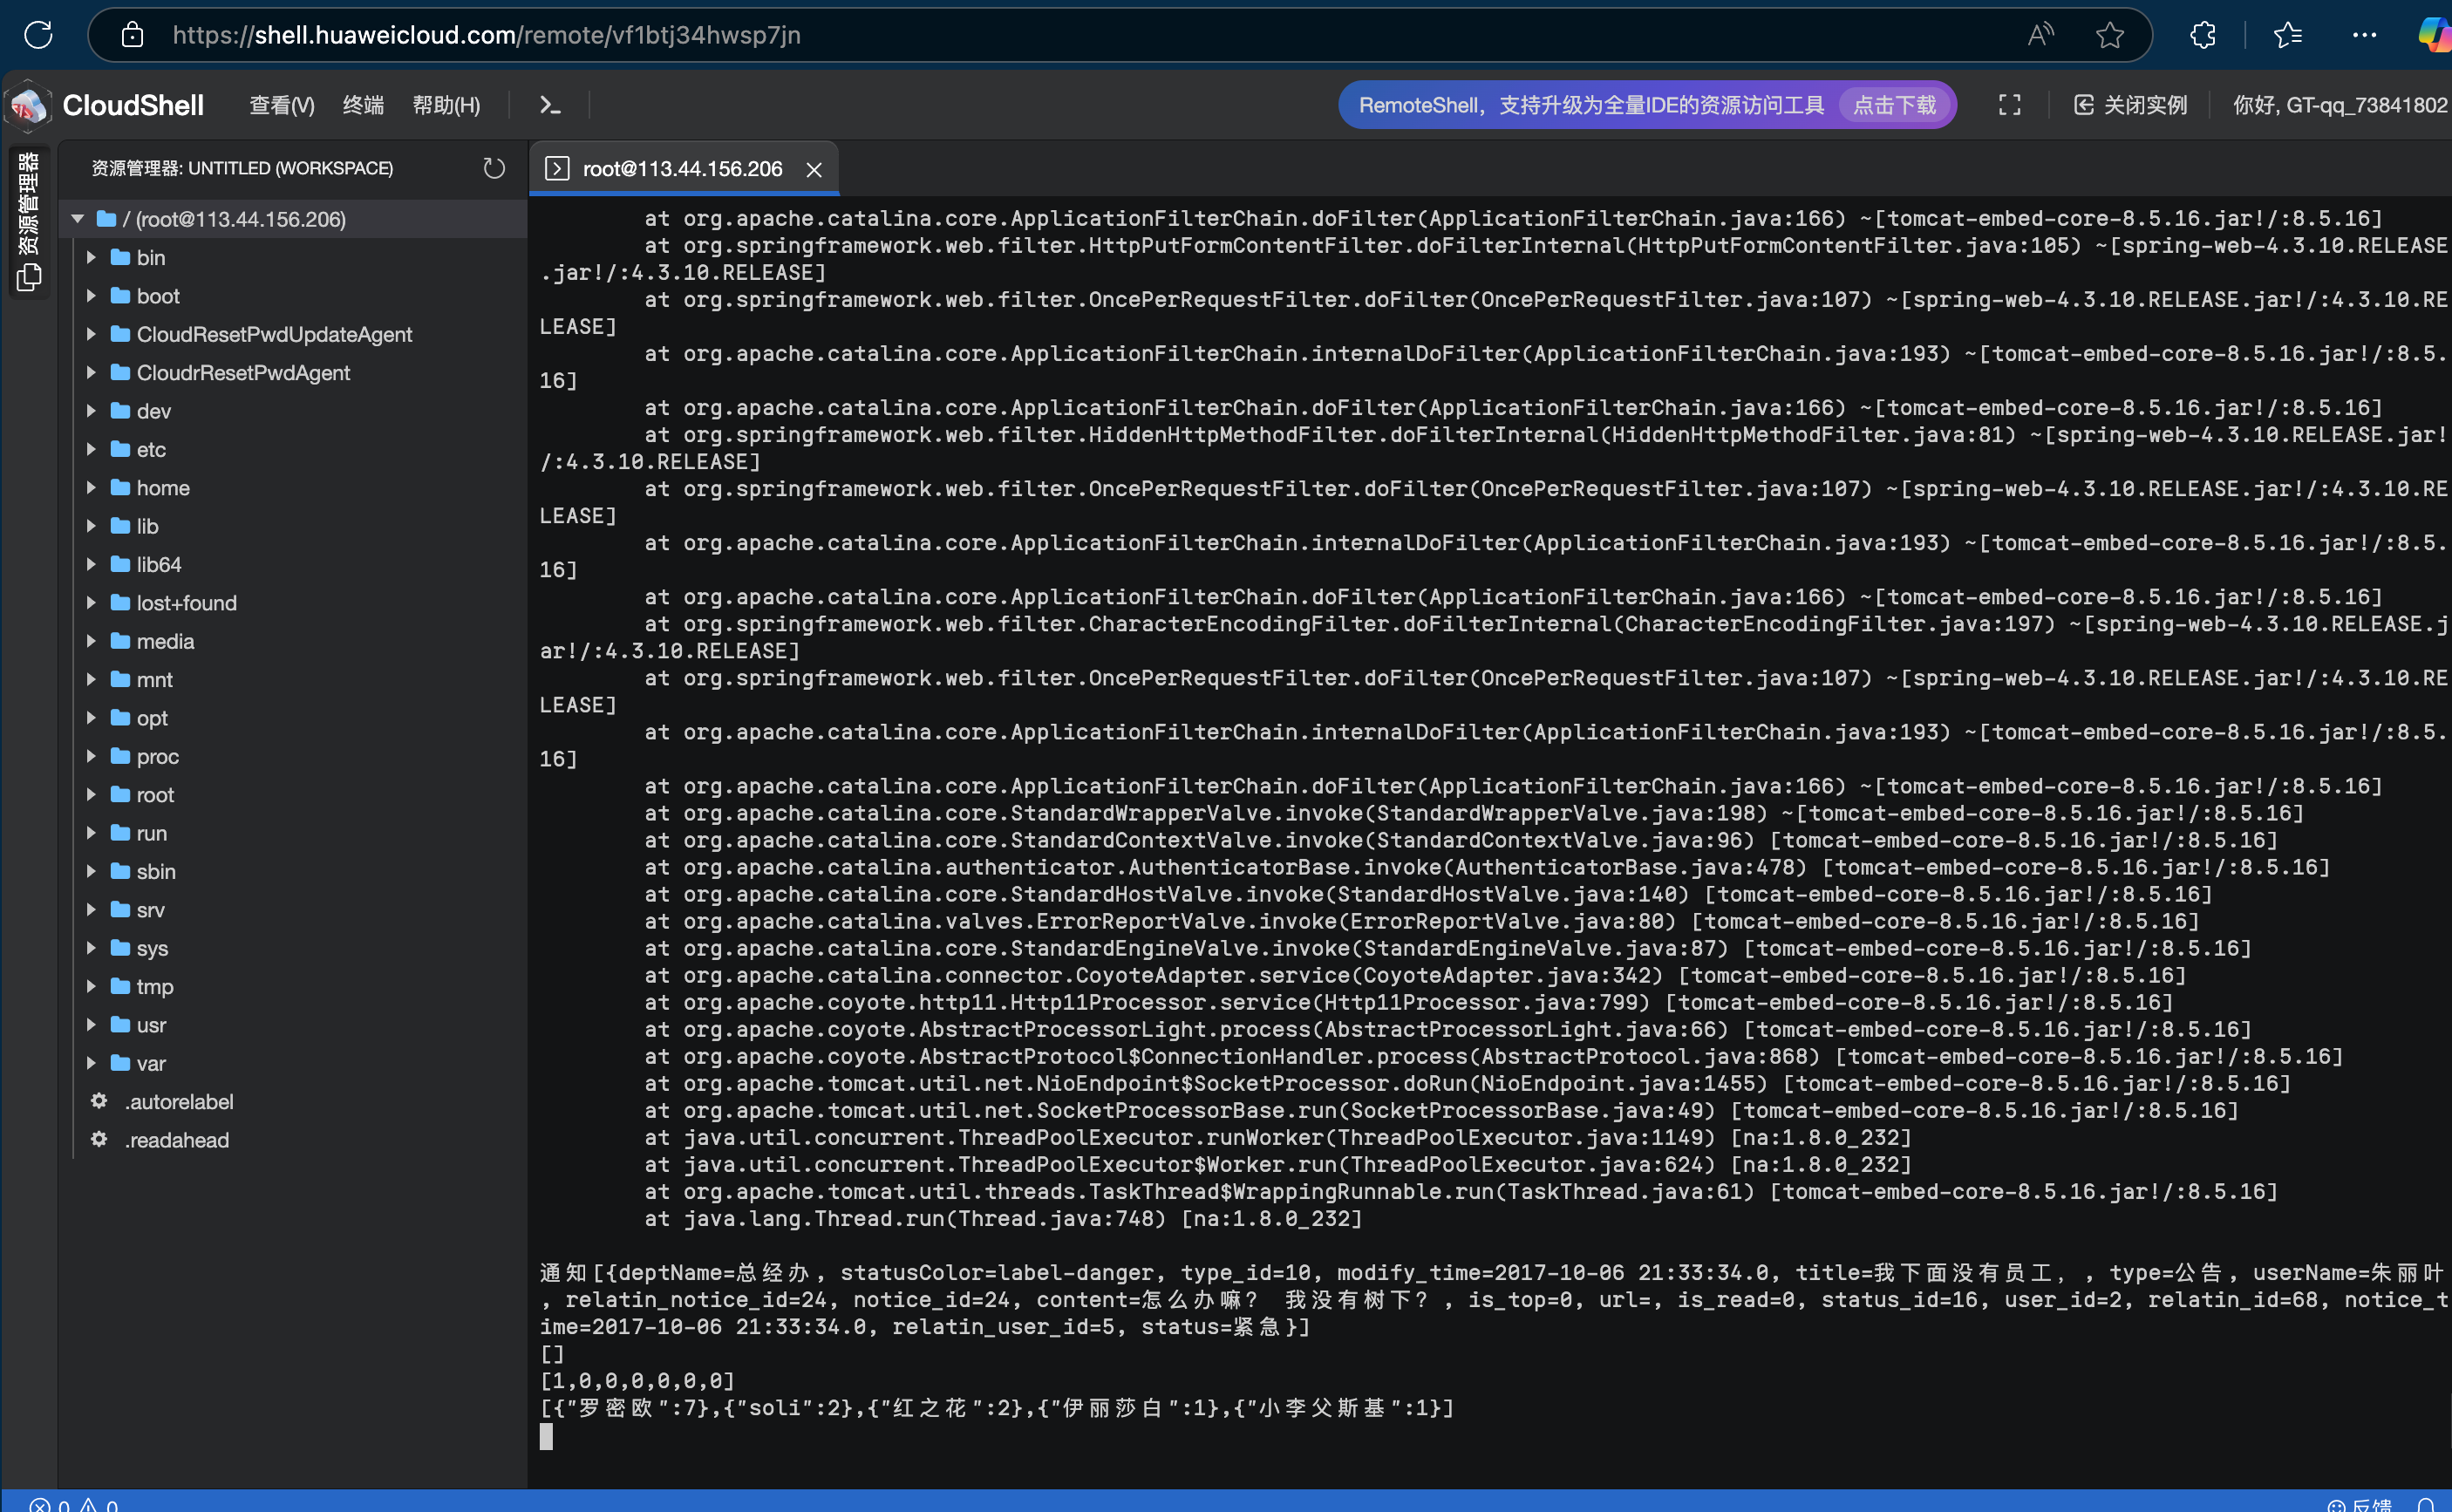 https://shell.huaweicloud.com/remote/vf1btj34hwsp7jn
CloudShell
查看(V) 终端 帮助(H)
RemoteShell，支持升级为全量IDE的资源访问工具 点击下载
关闭实例
你好, GT-qq_73841802
资源管理器
资源管理器: UNTITLED (WORKSPACE)
root@113.44.156.206
/ (root@113.44.156.206)
bin
boot
CloudResetPwdUpdateAgent
CloudrResetPwdAgent
dev
etc
home
lib
lib64
lost+found
media
mnt
opt
proc
root
run
sbin
srv
sys
tmp
usr
var
.autorelabel
.readahead
at org.apache.catalina.core.ApplicationFilterChain.doFilter(ApplicationFilterChain.java:166) ~[tomcat-embed-core-8.5.16.jar!/:8.5.16]
at org.springframework.web.filter.HttpPutFormContentFilter.doFilterInternal(HttpPutFormContentFilter.java:105) ~[spring-web-4.3.10.RELEASE
.jar!/:4.3.10.RELEASE]
at org.springframework.web.filter.OncePerRequestFilter.doFilter(OncePerRequestFilter.java:107) ~[spring-web-4.3.10.RELEASE.jar!/:4.3.10.RE
LEASE]
at org.apache.catalina.core.ApplicationFilterChain.internalDoFilter(ApplicationFilterChain.java:193) ~[tomcat-embed-core-8.5.16.jar!/:8.5.
16]
at org.apache.catalina.core.ApplicationFilterChain.doFilter(ApplicationFilterChain.java:166) ~[tomcat-embed-core-8.5.16.jar!/:8.5.16]
at org.springframework.web.filter.HiddenHttpMethodFilter.doFilterInternal(HiddenHttpMethodFilter.java:81) ~[spring-web-4.3.10.RELEASE.jar!
/:4.3.10.RELEASE]
at org.springframework.web.filter.OncePerRequestFilter.doFilter(OncePerRequestFilter.java:107) ~[spring-web-4.3.10.RELEASE.jar!/:4.3.10.RE
LEASE]
at org.apache.catalina.core.ApplicationFilterChain.internalDoFilter(ApplicationFilterChain.java:193) ~[tomcat-embed-core-8.5.16.jar!/:8.5.
16]
at org.apache.catalina.core.ApplicationFilterChain.doFilter(ApplicationFilterChain.java:166) ~[tomcat-embed-core-8.5.16.jar!/:8.5.16]
at org.springframework.web.filter.CharacterEncodingFilter.doFilterInternal(CharacterEncodingFilter.java:197) ~[spring-web-4.3.10.RELEASE.j
ar!/:4.3.10.RELEASE]
at org.springframework.web.filter.OncePerRequestFilter.doFilter(OncePerRequestFilter.java:107) ~[spring-web-4.3.10.RELEASE.jar!/:4.3.10.RE
LEASE]
at org.apache.catalina.core.ApplicationFilterChain.internalDoFilter(ApplicationFilterChain.java:193) ~[tomcat-embed-core-8.5.16.jar!/:8.5.
16]
at org.apache.catalina.core.ApplicationFilterChain.doFilter(ApplicationFilterChain.java:166) ~[tomcat-embed-core-8.5.16.jar!/:8.5.16]
at org.apache.catalina.core.StandardWrapperValve.invoke(StandardWrapperValve.java:198) ~[tomcat-embed-core-8.5.16.jar!/:8.5.16]
at org.apache.catalina.core.StandardContextValve.invoke(StandardContextValve.java:96) [tomcat-embed-core-8.5.16.jar!/:8.5.16]
at org.apache.catalina.authenticator.AuthenticatorBase.invoke(AuthenticatorBase.java:478) [tomcat-embed-core-8.5.16.jar!/:8.5.16]
at org.apache.catalina.core.StandardHostValve.invoke(StandardHostValve.java:140) [tomcat-embed-core-8.5.16.jar!/:8.5.16]
at org.apache.catalina.valves.ErrorReportValve.invoke(ErrorReportValve.java:80) [tomcat-embed-core-8.5.16.jar!/:8.5.16]
at org.apache.catalina.core.StandardEngineValve.invoke(StandardEngineValve.java:87) [tomcat-embed-core-8.5.16.jar!/:8.5.16]
at org.apache.catalina.connector.CoyoteAdapter.service(CoyoteAdapter.java:342) [tomcat-embed-core-8.5.16.jar!/:8.5.16]
at org.apache.coyote.http11.Http11Processor.service(Http11Processor.java:799) [tomcat-embed-core-8.5.16.jar!/:8.5.16]
at org.apache.coyote.AbstractProcessorLight.process(AbstractProcessorLight.java:66) [tomcat-embed-core-8.5.16.jar!/:8.5.16]
at org.apache.coyote.AbstractProtocol$ConnectionHandler.process(AbstractProtocol.java:868) [tomcat-embed-core-8.5.16.jar!/:8.5.16]
at org.apache.tomcat.util.net.NioEndpoint$SocketProcessor.doRun(NioEndpoint.java:1455) [tomcat-embed-core-8.5.16.jar!/:8.5.16]
at org.apache.tomcat.util.net.SocketProcessorBase.run(SocketProcessorBase.java:49) [tomcat-embed-core-8.5.16.jar!/:8.5.16]
at java.util.concurrent.ThreadPoolExecutor.runWorker(ThreadPoolExecutor.java:1149) [na:1.8.0_232]
at java.util.concurrent.ThreadPoolExecutor$Worker.run(ThreadPoolExecutor.java:624) [na:1.8.0_232]
at org.apache.tomcat.util.threads.TaskThread$WrappingRunnable.run(TaskThread.java:61) [tomcat-embed-core-8.5.16.jar!/:8.5.16]
at java.lang.Thread.run(Thread.java:748) [na:1.8.0_232]
通知[{deptName=总经办, statusColor=label-danger, type_id=10, modify_time=2017-10-06 21:33:34.0, title=我下面没有员工，, type=公告, userName=朱丽叶
, relatin_notice_id=24, notice_id=24, content=怎么办嘛？ 我没有树下？, is_top=0, url=, is_read=0, status_id=16, user_id=2, relatin_id=68, notice_t
ime=2017-10-06 21:33:34.0, relatin_user_id=5, status=紧急}]
[]
[1,0,0,0,0,0,0]
[{"罗密欧":7},{"soli":2},{"红之花":2},{"伊丽莎白":1},{"小李父斯基":1}]
0 0
反馈